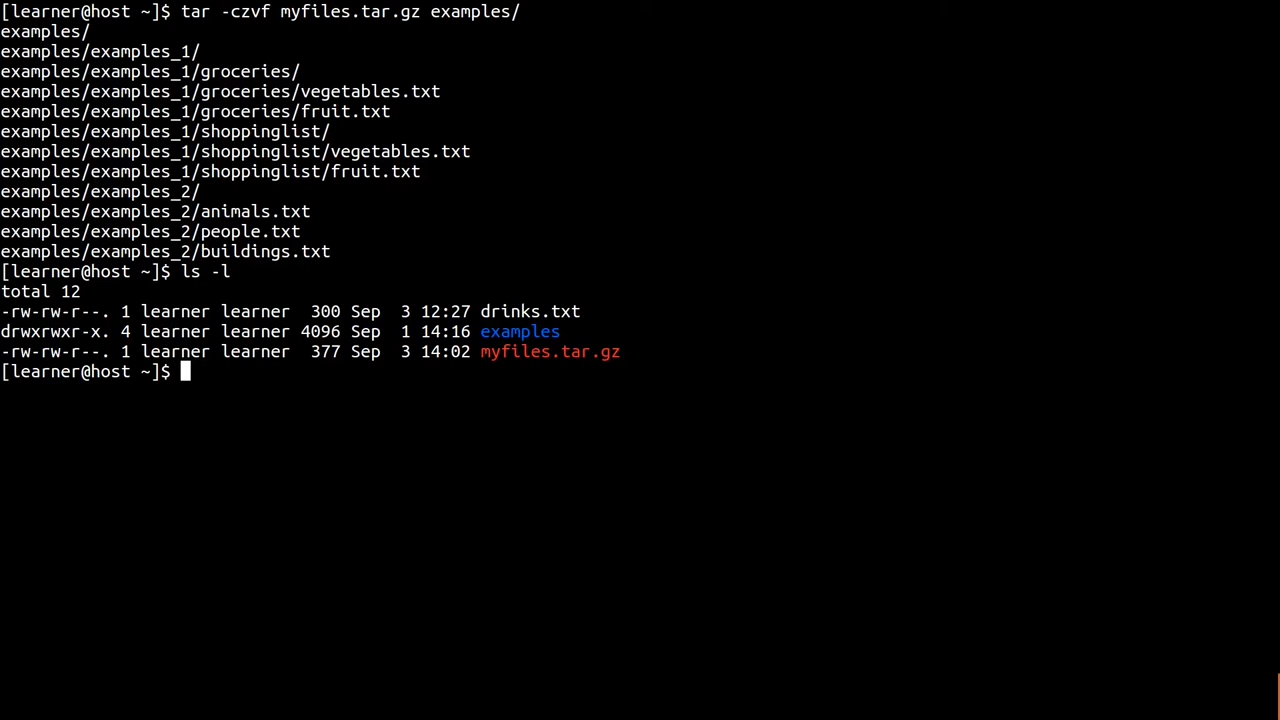 [learner@host ~]$ tar -czvf myfiles.tar.gz examples/
examples/
examples/examples_1/
examples/examples_1/groceries/
examples/examples_1/groceries/vegetables.txt
examples/examples_1/groceries/fruit.txt
examples/examples_1/shoppinglist/
examples/examples_1/shoppinglist/vegetables.txt
examples/examples_1/shoppinglist/fruit.txt
examples/examples_2/
examples/examples_2/animals.txt
examples/examples_2/people.txt
examples/examples_2/buildings.txt
[learner@host ~]$ ls -l
total 12
-rw-rw-r--. 1 learner learner  300 Sep  3 12:27 drinks.txt
drwxrwxr-x. 4 learner learner 4096 Sep  1 14:16 examples
-rw-rw-r--. 1 learner learner  377 Sep  3 14:02 myfiles.tar.gz
[learner@host ~]$